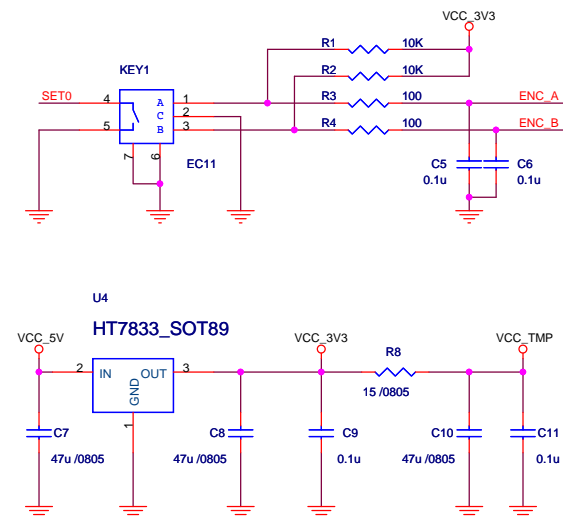 VCC_3V3
R1 10K
R2 10K
KEY1
SET0 4 A 1 R3 100 ENC_A
C 2
5 B 3 R4 100 ENC_B
7 6 EC11
C5 C6
0.1u 0.1u
U4
HT7833_SOT89
VCC_5V VCC_3V3 VCC_TMP
R8
2 IN OUT 3
15 /0805
GND
1
C7 C8 C9 C10 C11
47u /0805 47u /0805 0.1u 47u /0805 0.1u